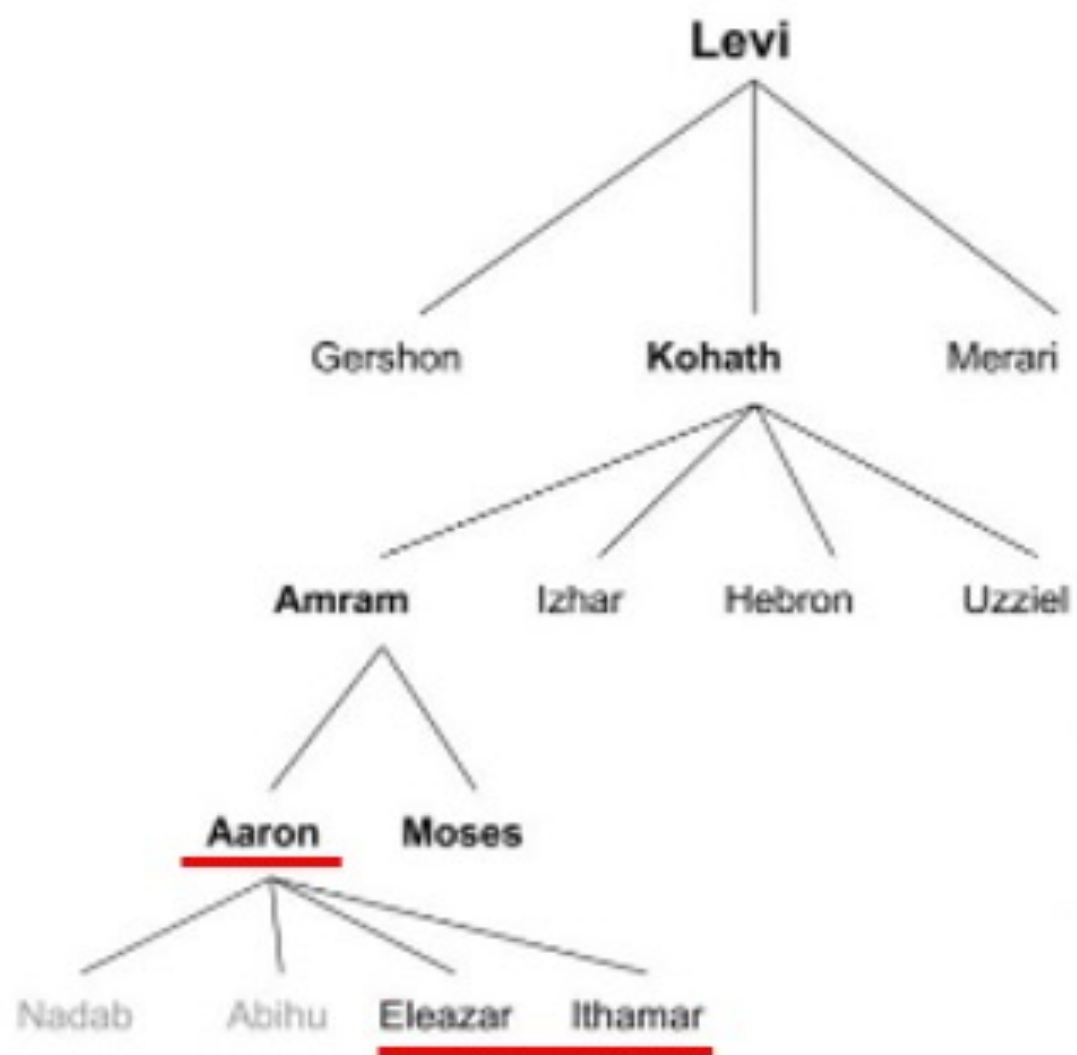 Levi
Gershon Kohath Merari
Amram Izhar Hebron Uzziel
Aaron Moses
Nadab Abihu Eleazar Ithamar